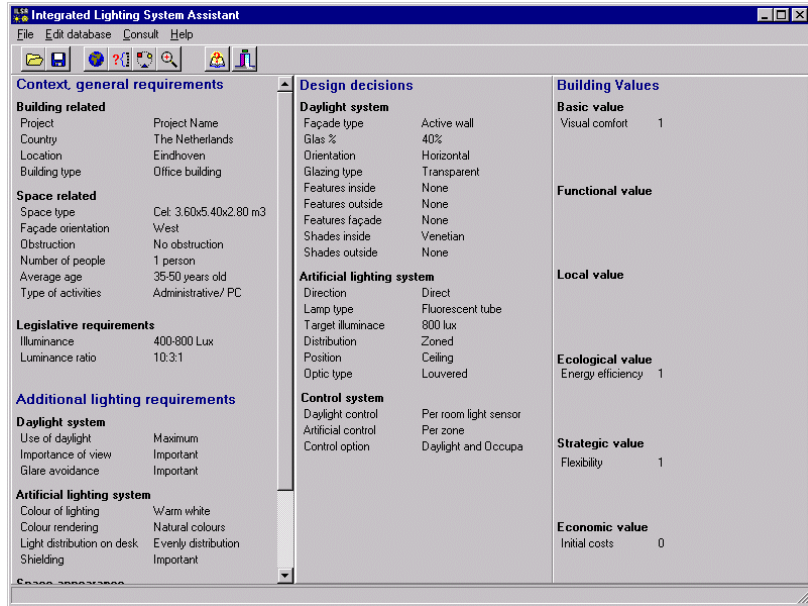 Integrated Lighting System Assistant
File Edit database Consult Help
Context, general requirements
Building related
Project Project Name
Country The Netherlands
Location Eindhoven
Building type Office building
Space related
Space type Cel: 3.60x5.40x2.80 m3
Façade orientation West
Obstruction No obstruction
Number of people 1 person
Average age 35-50 years old
Type of activities Administrative/ PC
Legislative requirements
Illuminance 400-800 Lux
Luminance ratio 10:3:1
Additional lighting requirements
Daylight system
Use of daylight Maximum
Importance of view Important
Glare avoidance Important
Artificial lighting system
Colour of lighting Warm white
Colour rendering Natural colours
Light distribution on desk Evenly distribution
Shielding Important
Space appearance
Design decisions
Daylight system
Façade type Active wall
Glas % 40%
Orientation Horizontal
Glazing type Transparent
Features inside None
Features outside None
Features façade None
Shades inside Venetian
Shades outside None
Artificial lighting system
Direction Direct
Lamp type Fluorescent tube
Target illuminace 800 lux
Distribution Zoned
Position Ceiling
Optic type Louvered
Control system
Daylight control Per room light sensor
Artificial control Per zone
Control option Daylight and Occupa
Building Values
Basic value
Visual comfort 1
Functional value
Local value
Ecological value
Energy efficiency 1
Strategic value
Flexibility 1
Economic value
Initial costs 0